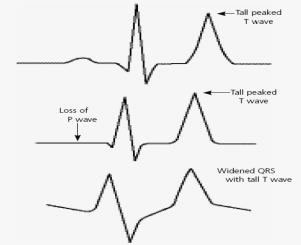 Tall peaked
T wave
Tall peaked
T wave
Loss of
P wave
Widened QRS
with tall T wave